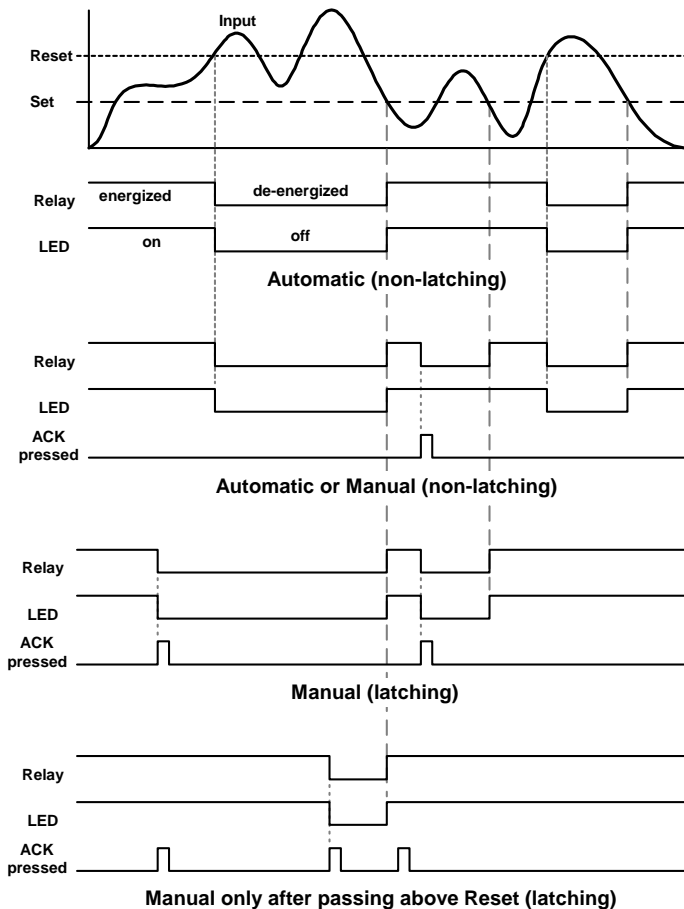 Input
Reset
Set
Relay
energized
de-energized
LED
on
off
Automatic (non-latching)
Relay
LED
ACK
pressed
Automatic or Manual (non-latching)
Relay
LED
ACK
pressed
Manual (latching)
Relay
LED
ACK
pressed
Manual only after passing above Reset (latching)